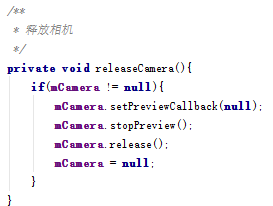 /**
 * 释放相机
 */
private void releaseCamera(){
    if(mCamera != null){
        mCamera.setPreviewCallback(null);
        mCamera.stopPreview();
        mCamera.release();
        mCamera = null;
    }
}